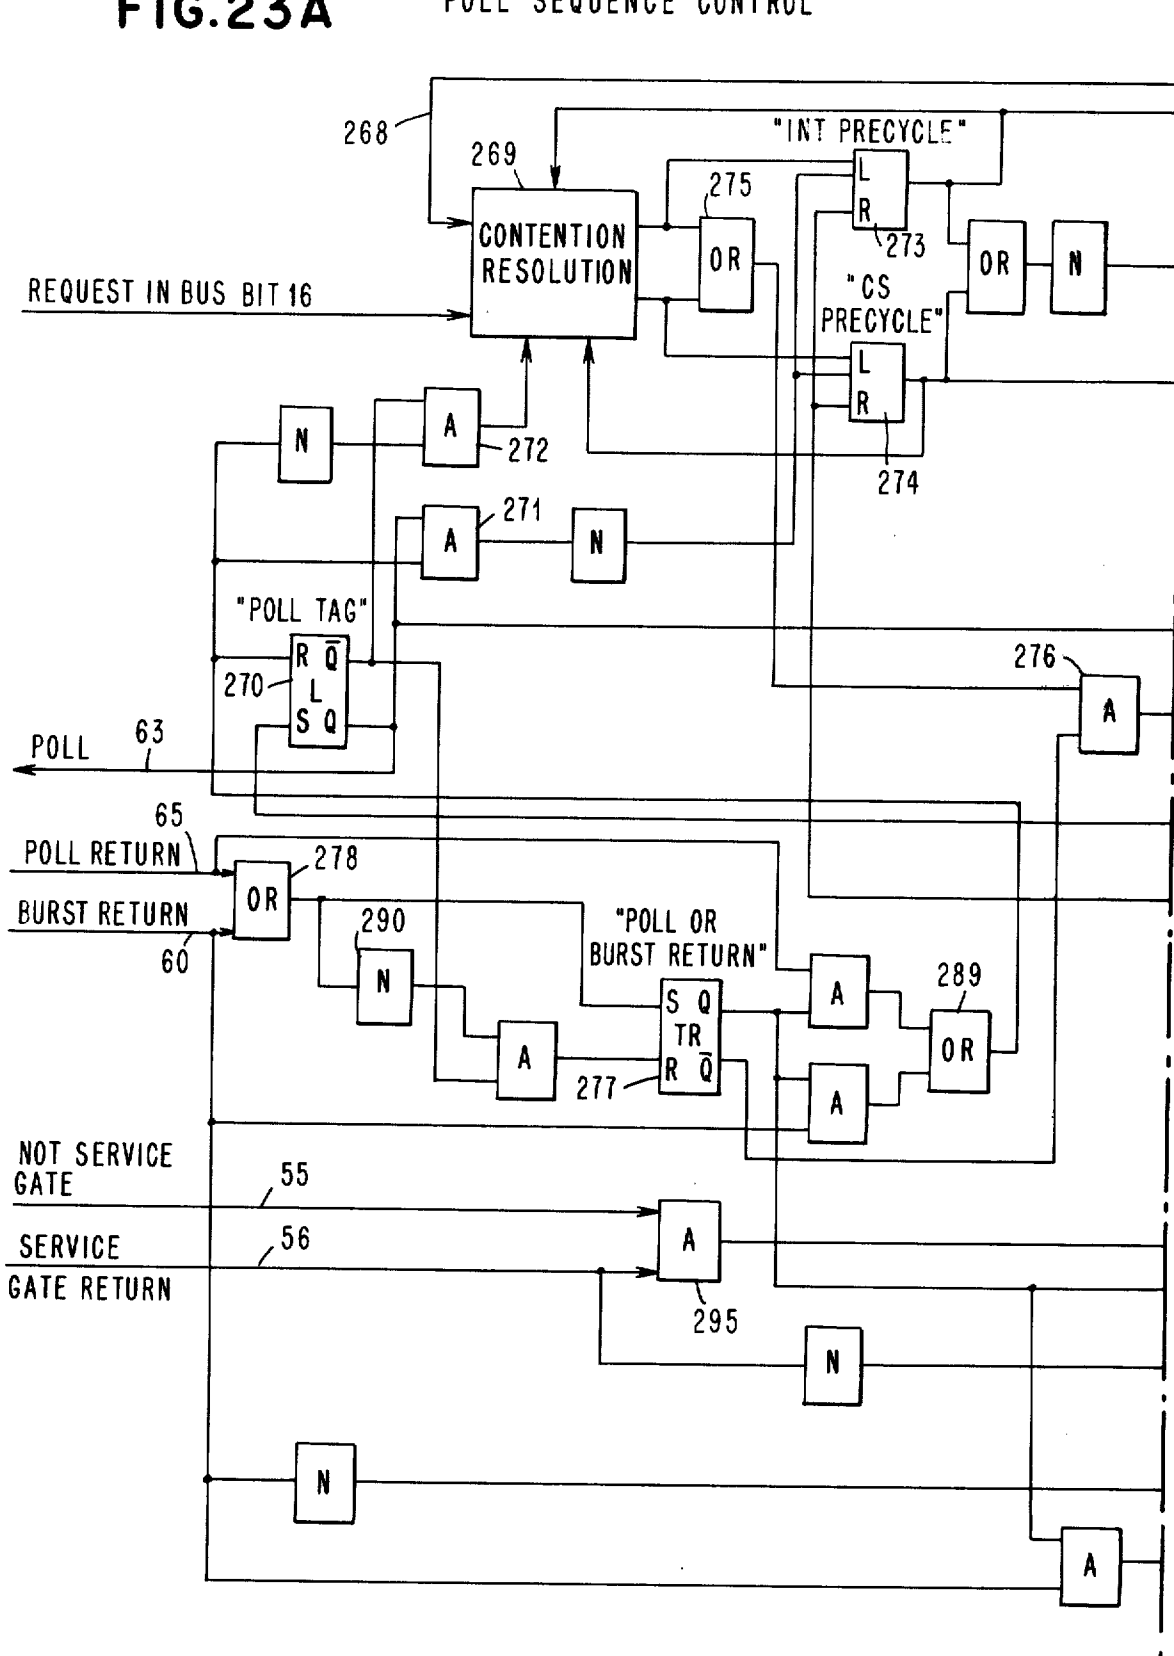 FIG.23A
POLL SEQUENCE CONTROL
268
269
"INT PRECYCLE"
275
L
R
273
CONTENTION
RESOLUTION
OR
OR
N
"CS
PRECYCLE"
REQUEST IN BUS BIT 16
L
R
274
N
A
272
A
271
N
"POLL TAG"
R Q̅
270
L
S Q
276
A
POLL
63
65
POLL RETURN
278
OR
BURST RETURN
60
290
N
"POLL OR
BURST RETURN"
S Q
TR
R Q̅
277
A
A
289
OR
A
NOT SERVICE
GATE
55
A
295
SERVICE
56
GATE RETURN
N
N
A